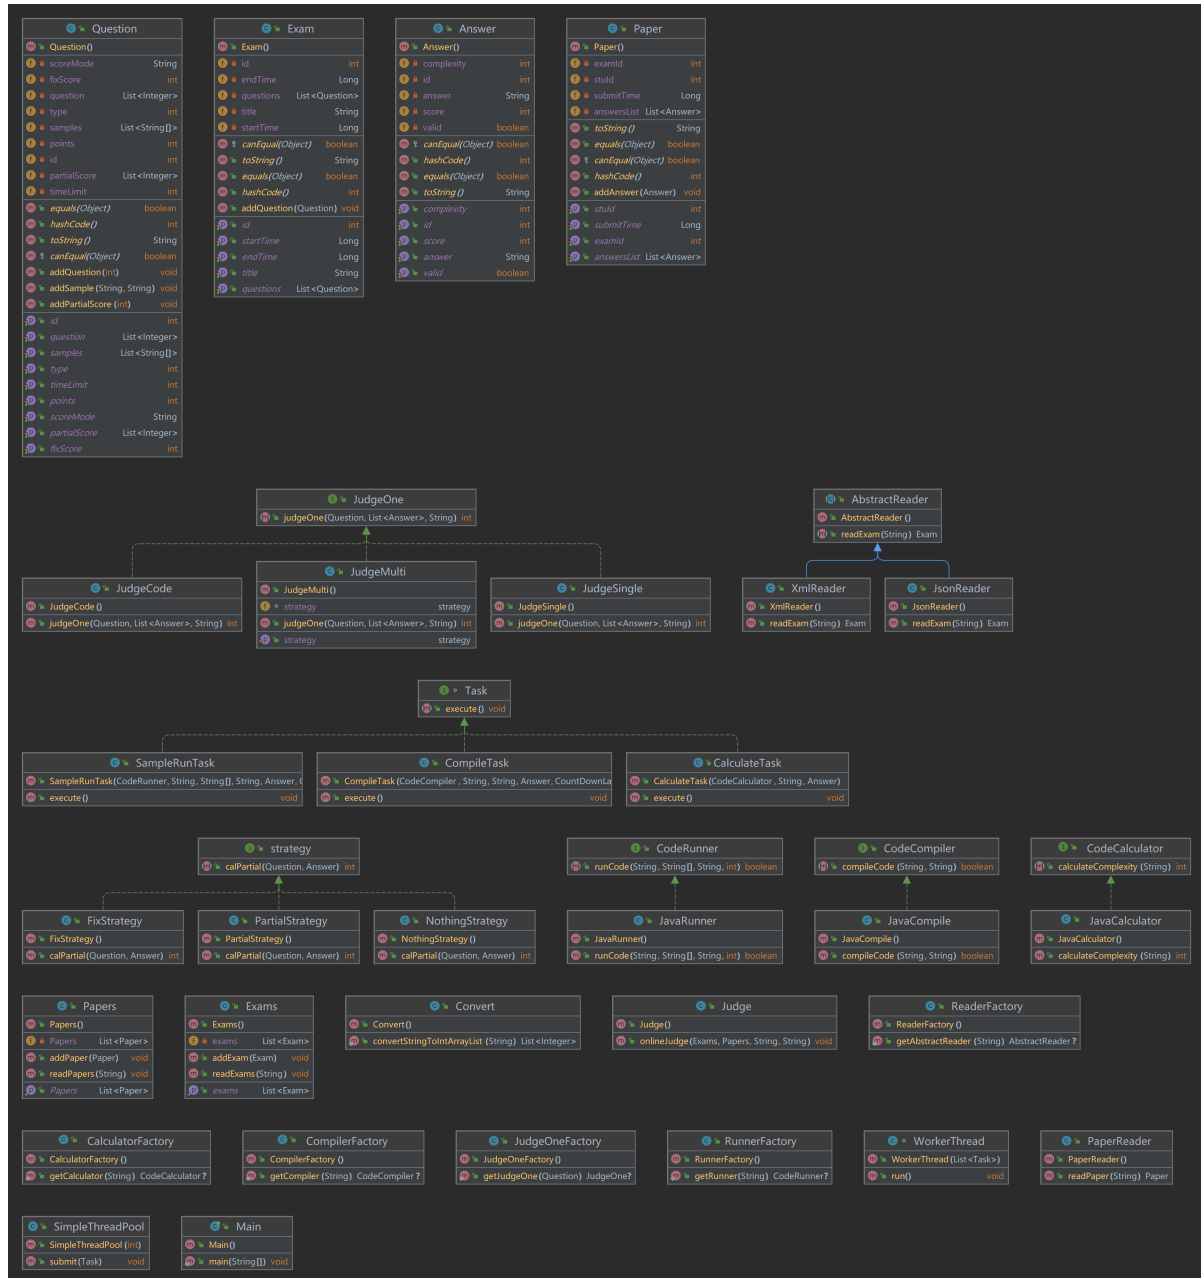 Question
Question()
scoreMode String
fixScore int
question List<Integer>
type int
samples List<String[]>
points int
id int
partialScore List<Integer>
timeLimit int
equals(Object) boolean
hashCode() int
toString() String
canEqual(Object) boolean
addQuestion(int) void
addSample(String, String) void
addPartialScore(int) void
id int
question List<Integer>
samples List<String[]>
type int
timeLimit int
points int
scoreMode String
partialScore List<Integer>
fixScore int
Exam
Exam()
id int
endTime Long
questions List<Question>
title String
startTime Long
canEqual(Object) boolean
toString() String
equals(Object) boolean
hashCode() int
addQuestion(Question) void
id int
startTime Long
endTime Long
title String
questions List<Question>
Answer
Answer()
complexity int
id int
answer String
score int
valid boolean
canEqual(Object) boolean
hashCode() int
equals(Object) boolean
toString() String
complexity int
id int
score int
answer String
valid boolean
Paper
Paper()
examId int
stuId int
submitTime Long
answersList List<Answer>
toString() String
equals(Object) boolean
canEqual(Object) boolean
hashCode() int
addAnswer(Answer) void
stuId int
submitTime Long
examId int
answersList List<Answer>
JudgeOne
judgeOne(Question, List<Answer>, String) int
JudgeCode
JudgeCode()
judgeOne(Question, List<Answer>, String) int
JudgeMulti
JudgeMulti()
strategy strategy
judgeOne(Question, List<Answer>, String) int
strategy strategy
JudgeSingle
JudgeSingle()
judgeOne(Question, List<Answer>, String) int
AbstractReader
AbstractReader()
readExam(String) Exam
XmlReader
XmlReader()
readExam(String) Exam
JsonReader
JsonReader()
readExam(String) Exam
Task
execute() void
SampleRunTask
SampleRunTask(CodeRunner, String, String[], String, Answer, C
execute() void
CompileTask
CompileTask(CodeCompiler, String, String, Answer, CountDownLa
execute() void
CalculateTask
CalculateTask(CodeCalculator, String, Answer)
execute() void
strategy
calPartial(Question, Answer) int
FixStrategy
FixStrategy()
calPartial(Question, Answer) int
PartialStrategy
PartialStrategy()
calPartial(Question, Answer) int
NothingStrategy
NothingStrategy()
calPartial(Question, Answer) int
CodeRunner
runCode(String, String[], String, int) boolean
JavaRunner
JavaRunner()
runCode(String, String[], String, int) boolean
CodeCompiler
compileCode(String, String) boolean
JavaCompile
JavaCompile()
compileCode(String, String) boolean
CodeCalculator
calculateComplexity(String) int
JavaCalculator
JavaCalculator()
calculateComplexity(String) int
Papers
Papers()
Papers List<Paper>
addPaper(Paper) void
readPapers(String) void
Papers List<Paper>
Exams
Exams()
exams List<Exam>
addExam(Exam) void
readExams(String) void
exams List<Exam>
Convert
Convert()
convertStringToIntArrayList(String) List<Integer>
Judge
Judge()
onlineJudge(Exams, Papers, String, String) void
ReaderFactory
ReaderFactory()
getAbstractReader(String) AbstractReader?
CalculatorFactory
CalculatorFactory()
getCalculator(String) CodeCalculator?
CompilerFactory
CompilerFactory()
getCompiler(String) CodeCompiler?
JudgeOneFactory
JudgeOneFactory()
getJudgeOne(Question) JudgeOne?
RunnerFactory
RunnerFactory()
getRunner(String) CodeRunner?
WorkerThread
WorkerThread(List<Task>)
run() void
PaperReader
PaperReader()
readPaper(String) Paper
SimpleThreadPool
SimpleThreadPool(int)
submit(Task) void
Main
Main()
main(String[]) void